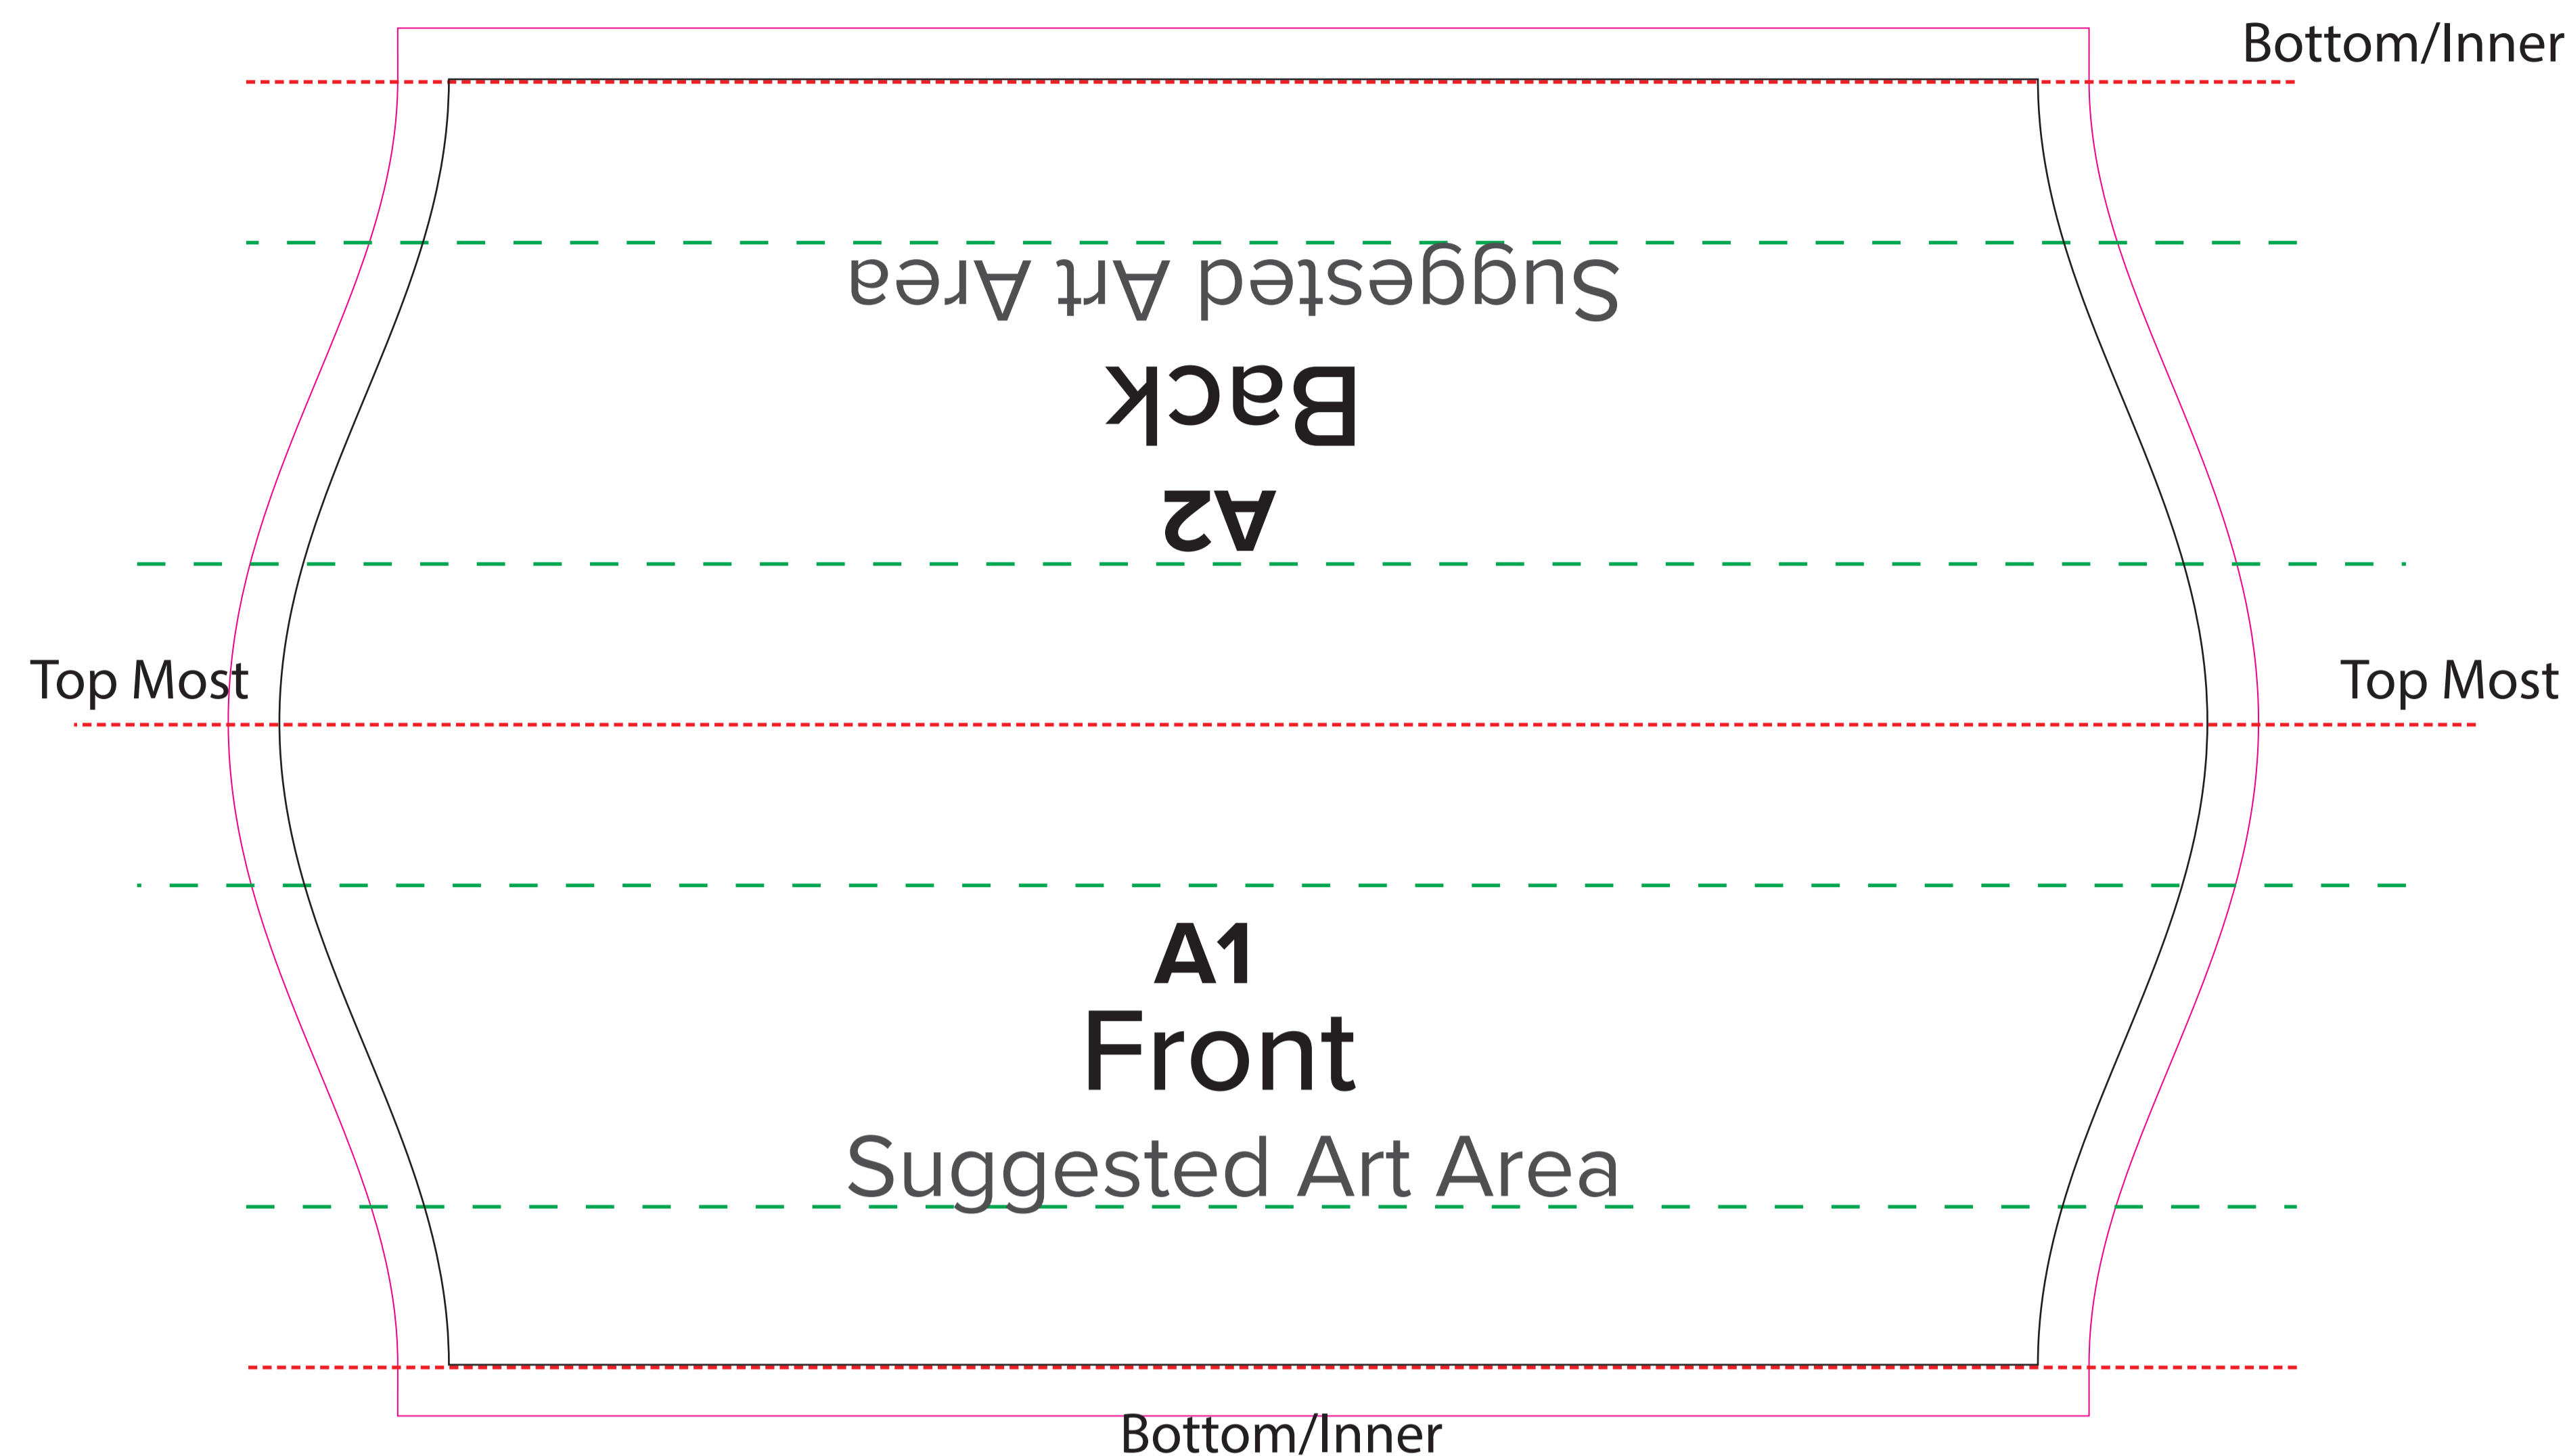 Bottom/Inner
Suggested Art Area
Back
A2
Top Most
Top Most
A1
Front
Suggested Art Area
Bottom/Inner